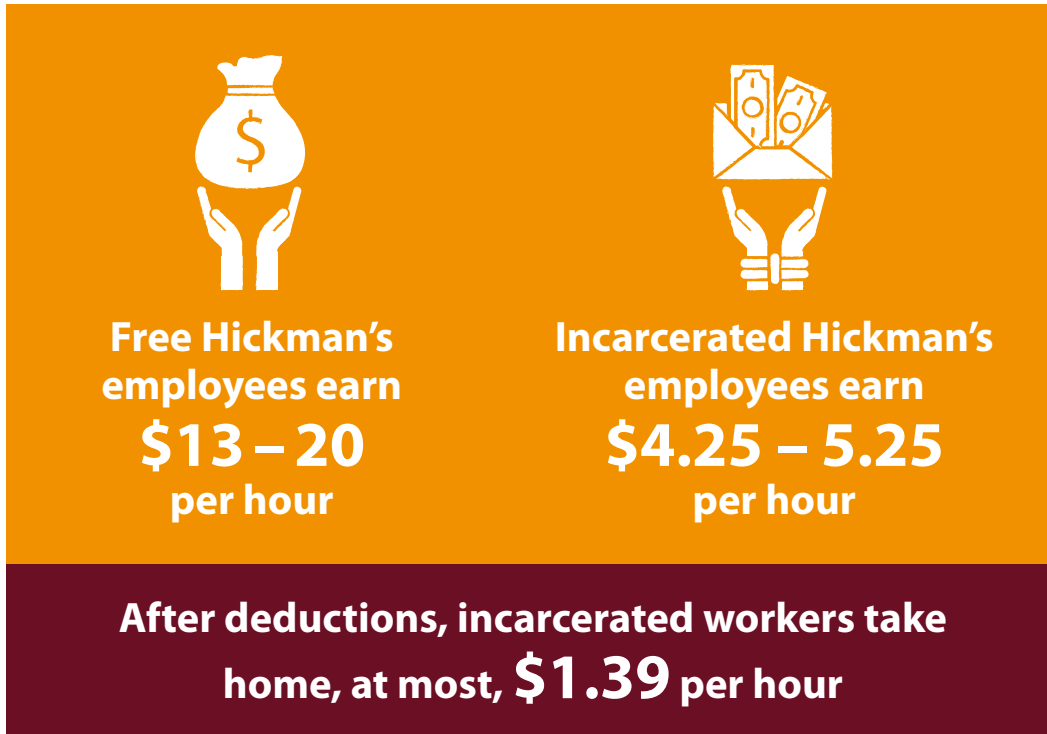 $
Free Hickman’s
employees earn
$13 – 20
per hour
Incarcerated Hickman’s
employees earn
$4.25 – 5.25
per hour
After deductions, incarcerated workers take
home, at most, $1.39 per hour